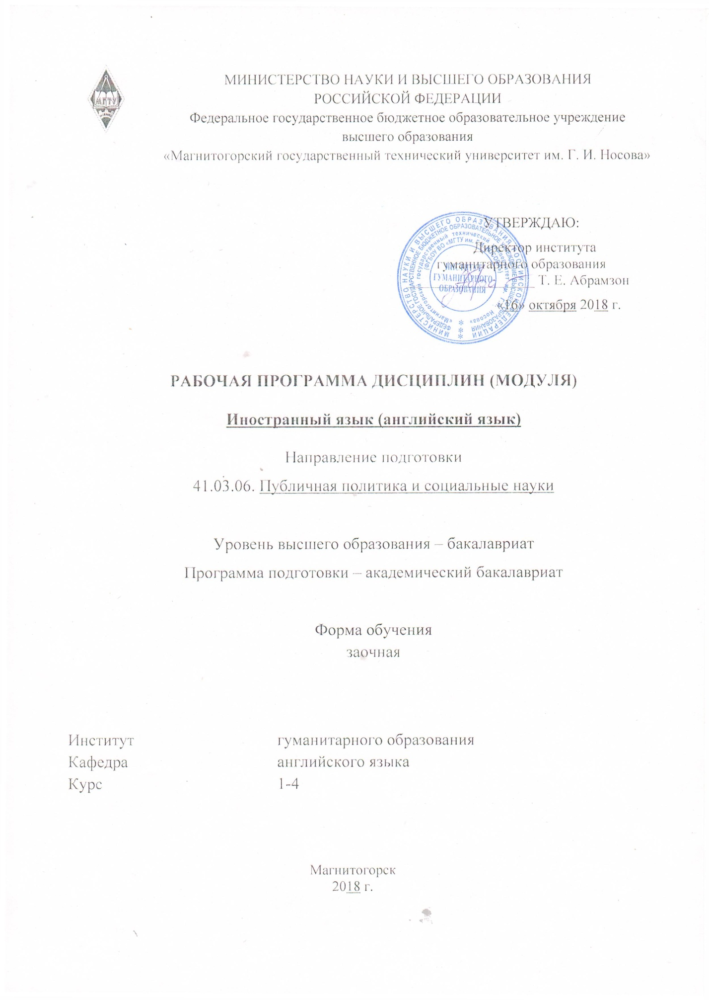 МГТУ
МИНИСТЕРСТВО НАУКИ И ВЫСШЕГО ОБРАЗОВАНИЯ
РОССИЙСКОЙ ФЕДЕРАЦИИ
Федеральное государственное бюджетное образовательное учреждение
высшего образования
«Магнитогорский государственный технический университет им. Г. И. Носова»
УТВЕРЖДАЮ:
Директор института
гуманитарного образования
Т. Е. Абрамзон
«16» октября 2018 г.
МИНИСТЕРСТВО НАУКИ И ВЫСШЕГО ОБРАЗОВАНИЯ РОССИЙСКОЙ ФЕДЕРАЦИИ
ФЕДЕРАЛЬНОЕ ГОСУДАРСТВЕННОЕ БЮДЖЕТНОЕ ОБРАЗОВАТЕЛЬНОЕ УЧРЕЖДЕНИЕ ВЫСШЕГО ОБРАЗОВАНИЯ
«Магнитогорский государственный технический университет им. Г.И. Носова»
(ФГБОУ ВО «МГТУ им. Г.И. НОСОВА»)
ИНСТИТУТ
ГУМАНИТАРНОГО
ОБРАЗОВАНИЯ
РАБОЧАЯ ПРОГРАММА ДИСЦИПЛИН (МОДУЛЯ)
Иностранный язык (английский язык)
Направление подготовки
41.03.06. Публичная политика и социальные науки
Уровень высшего образования – бакалавриат
Программа подготовки – академический бакалавриат
Форма обучения
заочная
Институт гуманитарного образования
Кафедра английского языка
Курс 1-4
Магнитогорск
2018 г.